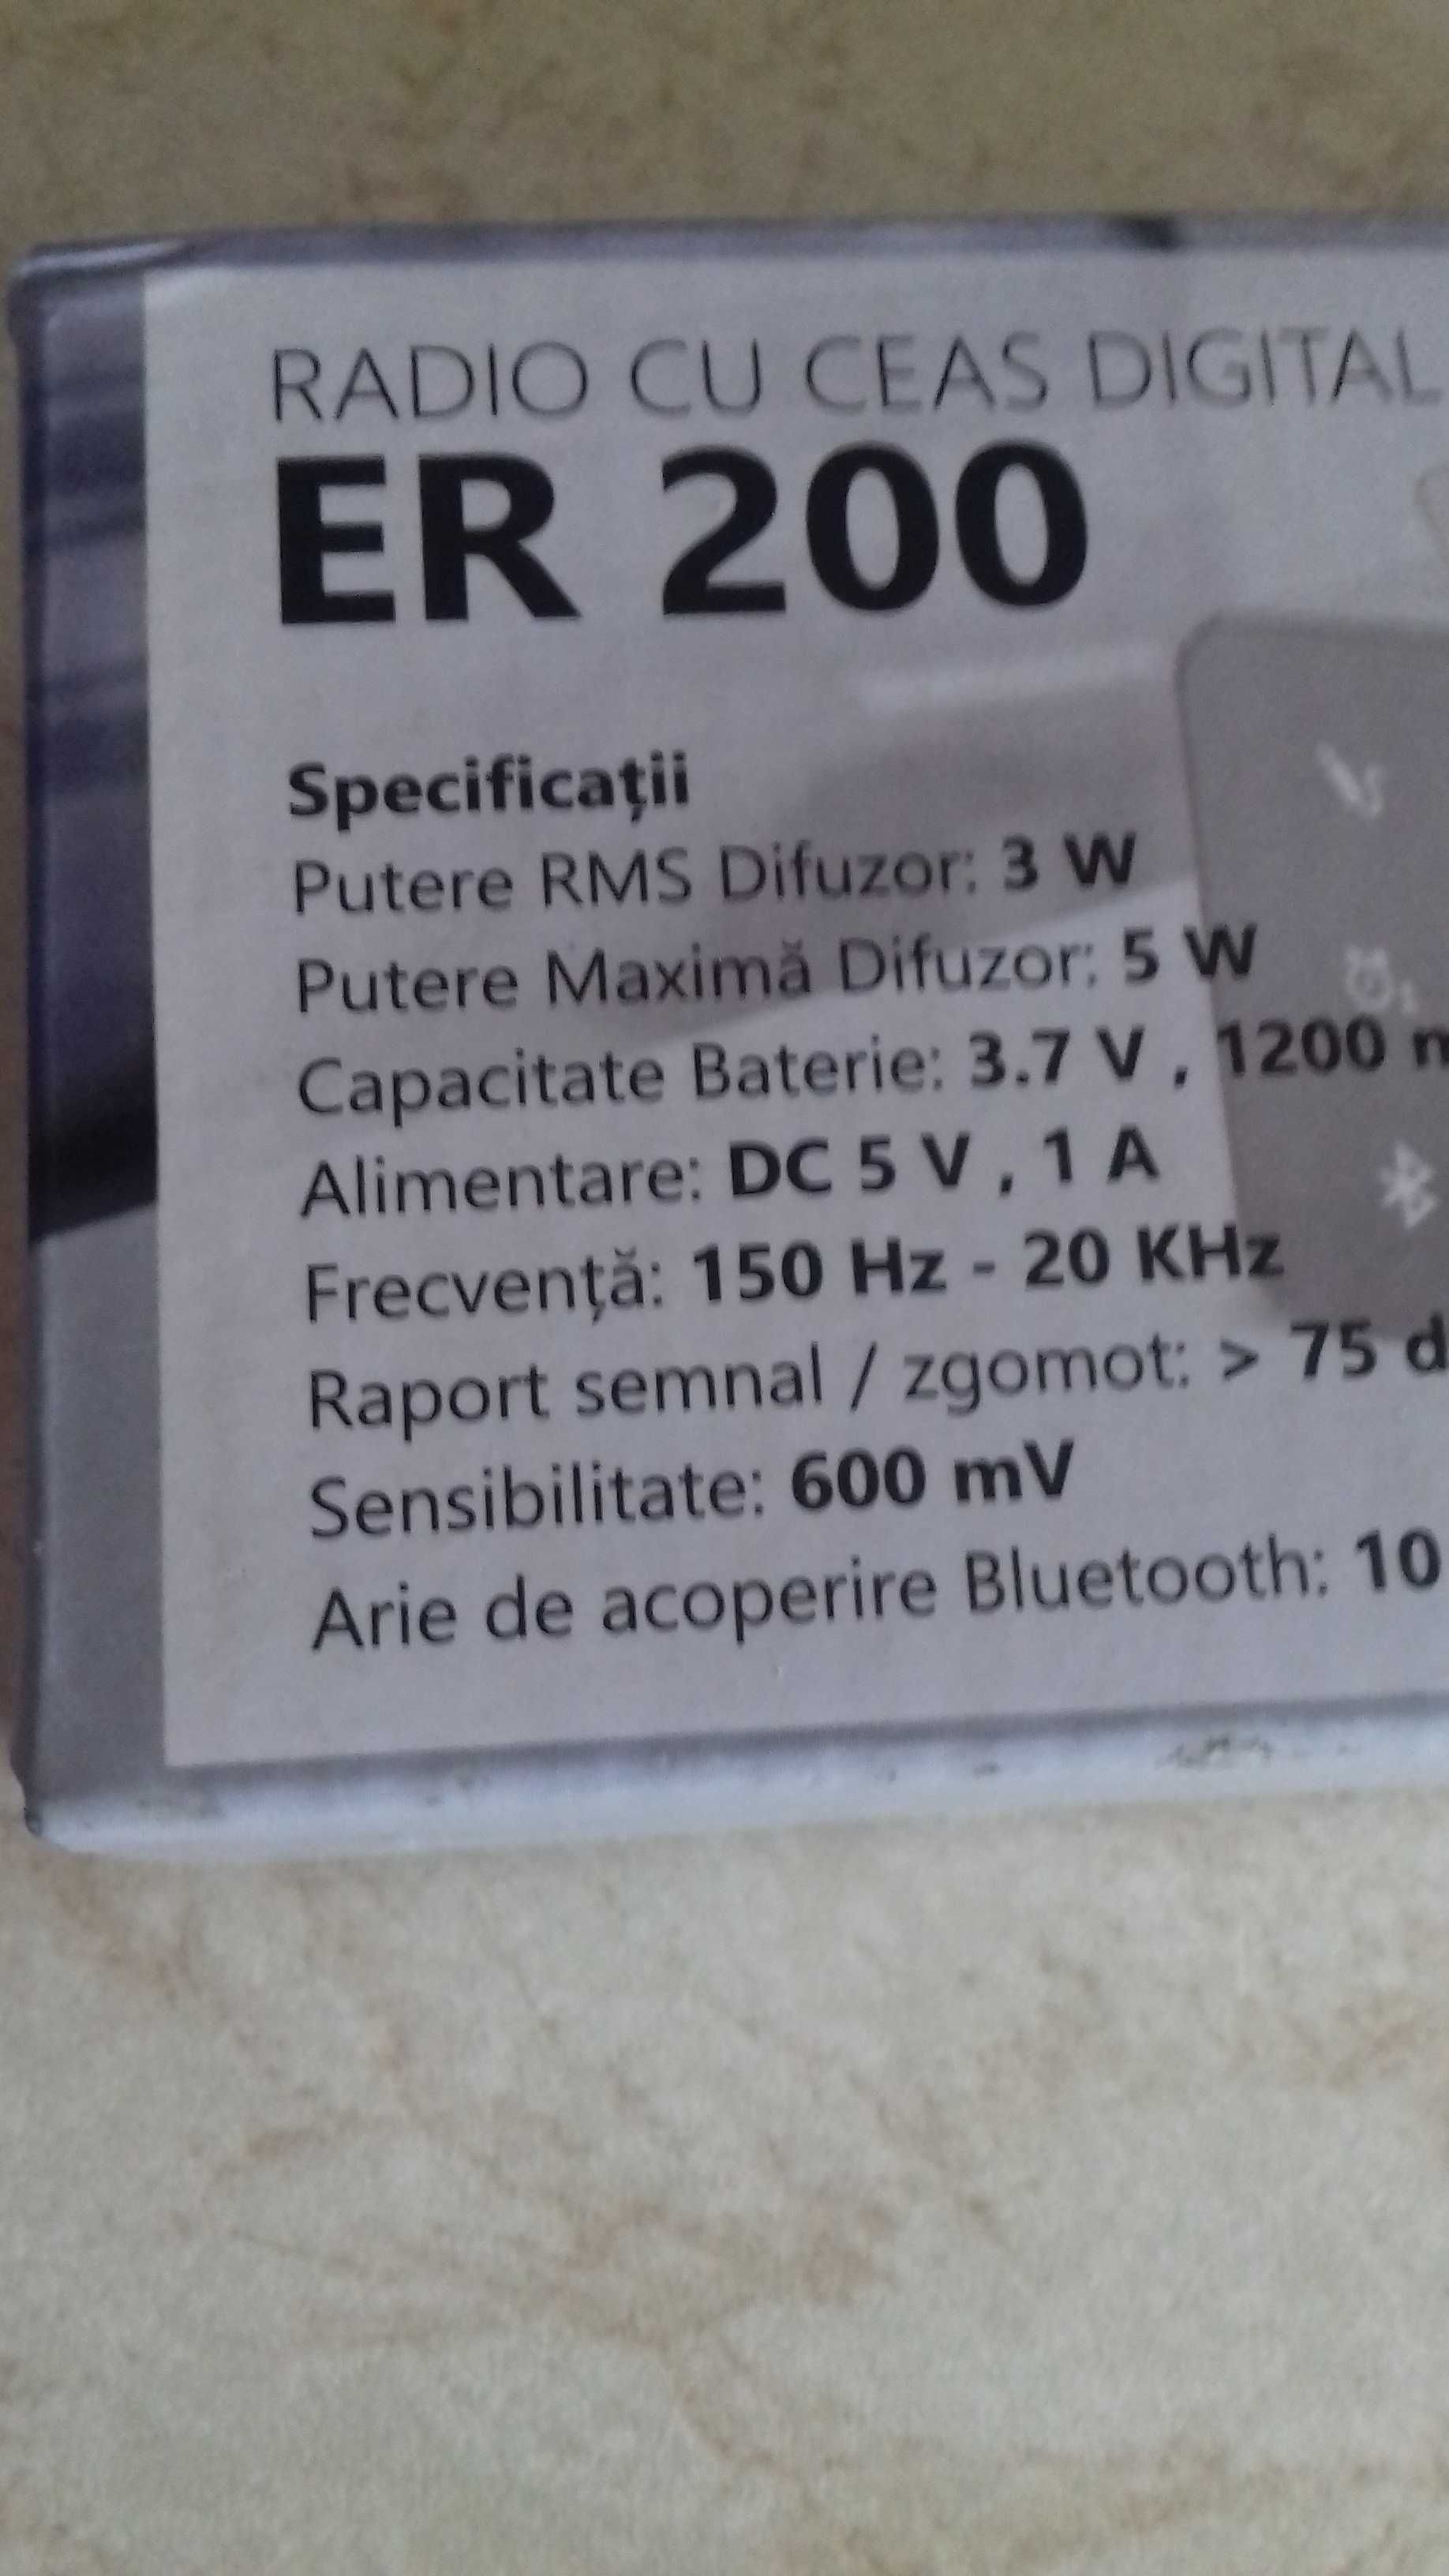 RADIO CU CEAS DIGITAL
ER 200
Specificații
Putere RMS Difuzor: 3 W
Putere Maximă Difuzor: 5 W
Capacitate Baterie: 3.7 V , 1200
Alimentare: DC 5 V , 1 A
Frecvență: 150 Hz - 20 KHz
Raport semnal / zgomot: > 75
Sensibilitate: 600 mV
Arie de acoperire Bluetooth: 10